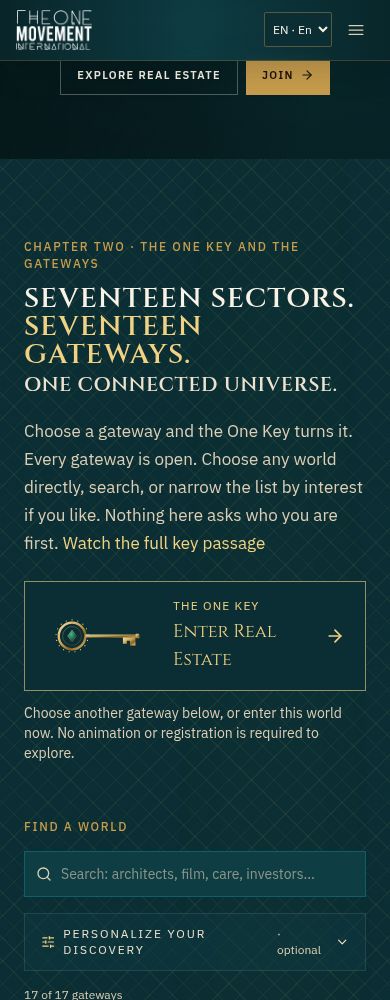 THE ONE
MOVEMENT
INTERNATIONAL
EN · En
EXPLORE REAL ESTATE
JOIN →
CHAPTER TWO · THE ONE KEY AND THE
GATEWAYS
SEVENTEEN SECTORS.
SEVENTEEN
GATEWAYS.
ONE CONNECTED UNIVERSE.
Choose a gateway and the One Key turns it.
Every gateway is open. Choose any world
directly, search, or narrow the list by interest
if you like. Nothing here asks who you are
first. Watch the full key passage
THE ONE KEY
Enter Real
Estate
Choose another gateway below, or enter this world
now. No animation or registration is required to
explore.
FIND A WORLD
Search: architects, film, care, investors...
PERSONALIZE YOUR
DISCOVERY
·
optional
17 of 17 gateways